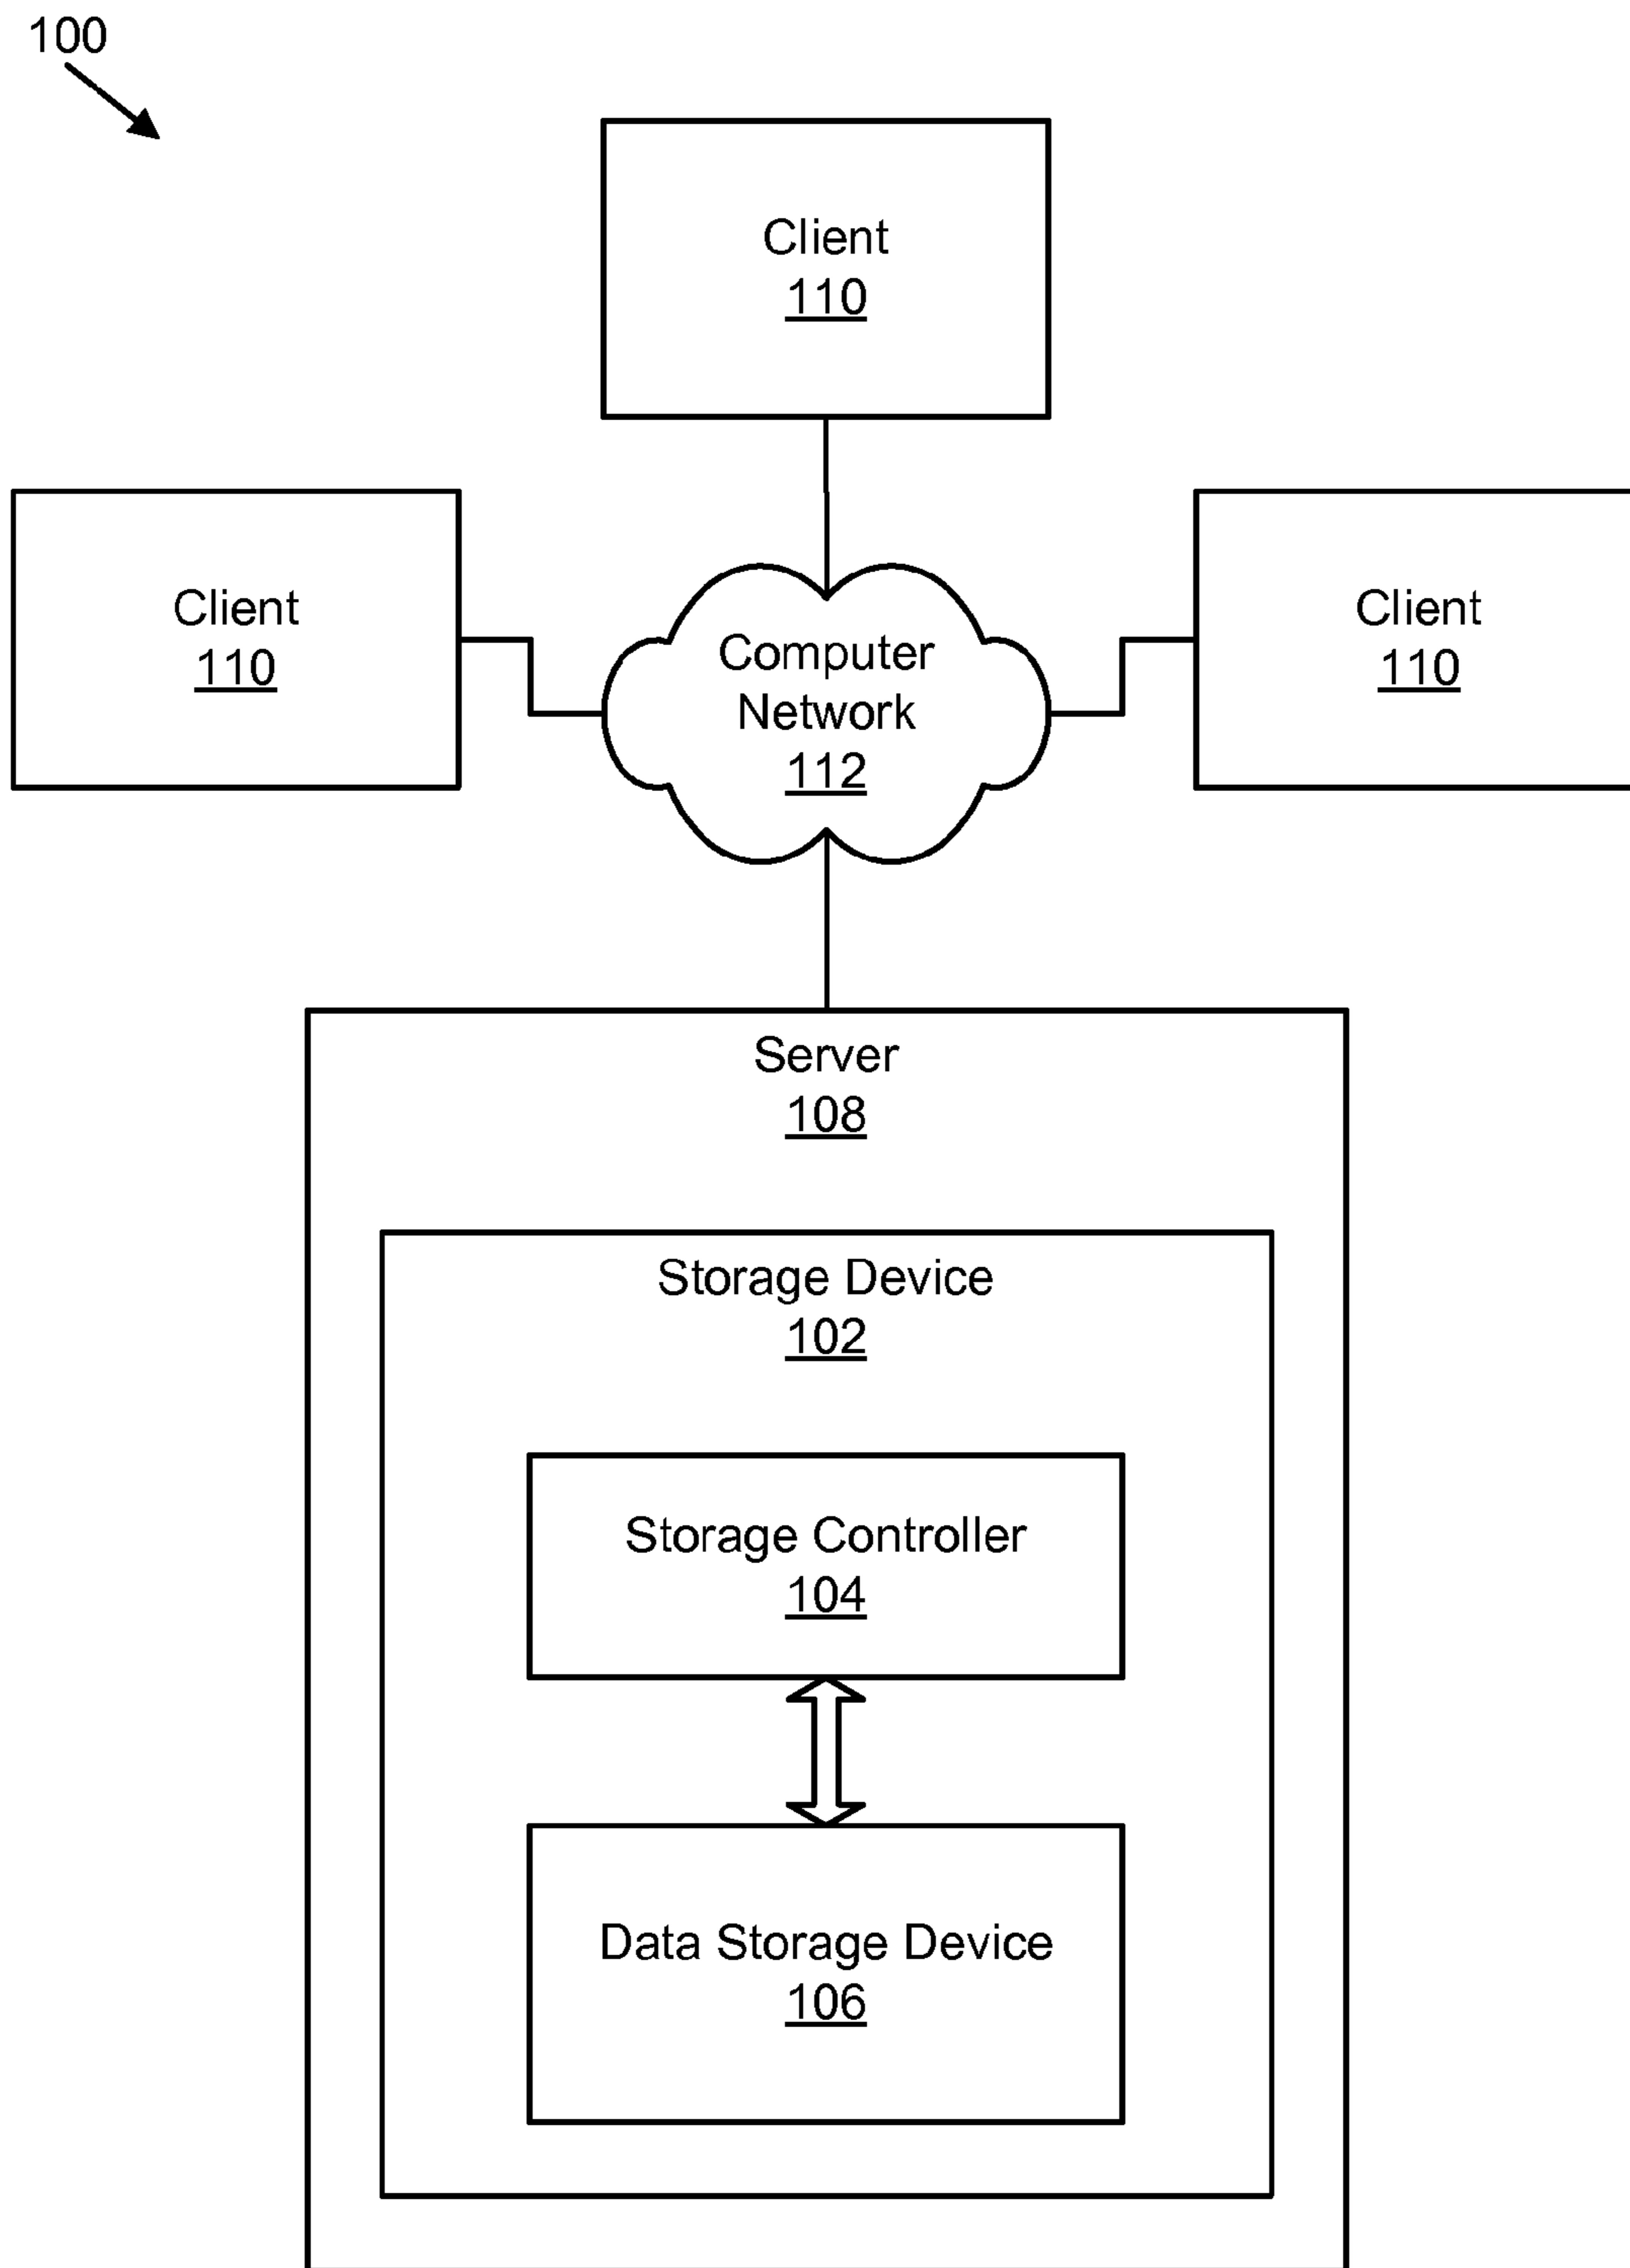 100
Client
110
Client
110
Client
110
Computer
Network
112
Server
108
Storage Device
102
Storage Controller
104
Data Storage Device
106